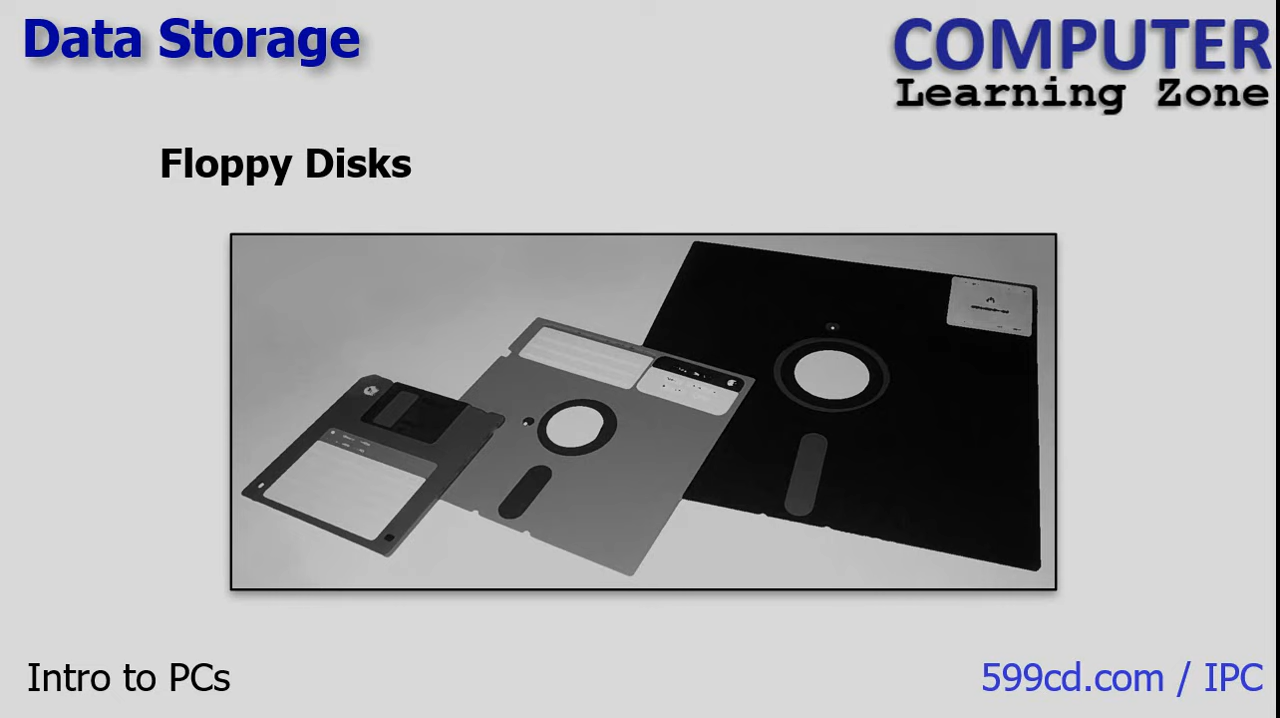 Data Storage
COMPUTER
Learning Zone
Floppy Disks
Intro to PCs
599cd.com / IPC